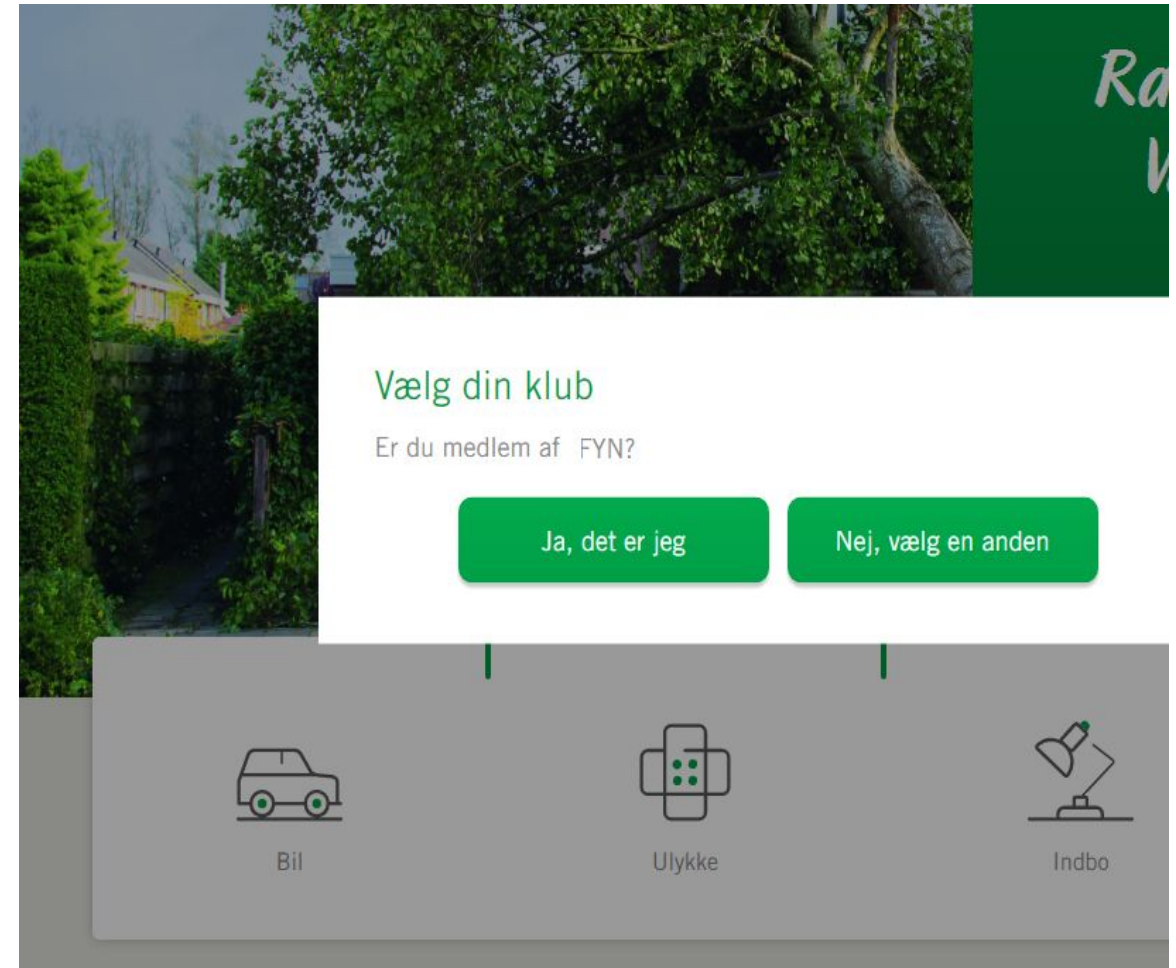 Ra
V
Vælg din klub
Er du medlem af FYN?
Ja, det er jeg
Nej, vælg en anden
Bil
Ulykke
Indbo